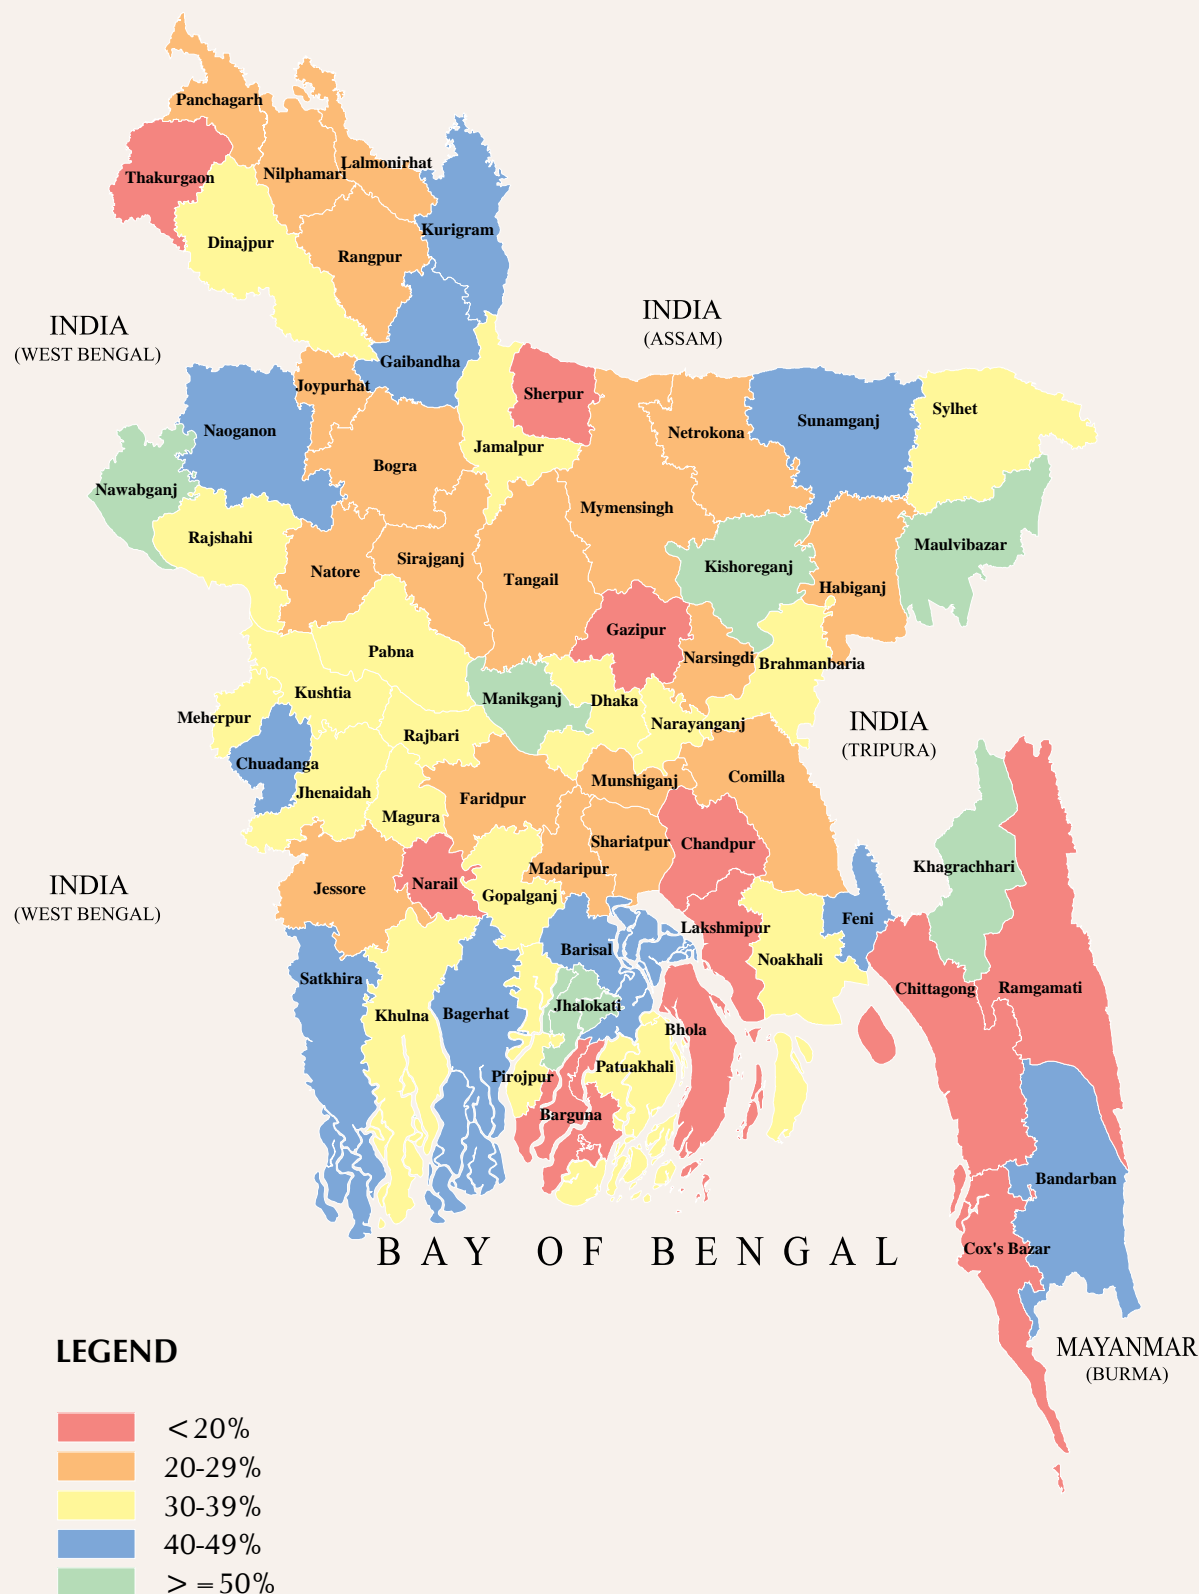 Panchagarh
Thakurgaon
Nilphamari
Lalmonirhat
Kurigram
Dinajpur
Rangpur
INDIA
(WEST BENGAL)
INDIA
(ASSAM)
Gaibandha
Joypurhat
Sherpur
Naoganon
Jamalpur
Netrokona
Sunamganj
Sylhet
Bogra
Nawabganj
Mymensingh
Rajshahi
Natore
Sirajganj
Tangail
Kishoreganj
Maulvibazar
Habiganj
Gazipur
Pabna
Narsingdi
Brahmanbaria
Kushtia
Manikganj
Dhaka
Meherpur
Rajbari
Narayanganj
INDIA
(TRIPURA)
Chuadanga
Jhenaidah
Munshiganj
Comilla
Faridpur
Magura
Shariatpur
Chandpur
Madaripur
Khagrachhari
INDIA
(WEST BENGAL)
Jessore
Narail
Gopalganj
Lakshmipur
Feni
Barisal
Noakhali
Satkhira
Chittagong
Ramgamati
Khulna
Bagerhat
Jhalokati
Bhola
Pirojpur
Patuakhali
Barguna
Bandarban
BAY OF BENGAL
Cox's Bazar
MAYANMAR
(BURMA)
LEGEND
<20%
20-29%
30-39%
40-49%
>=50%